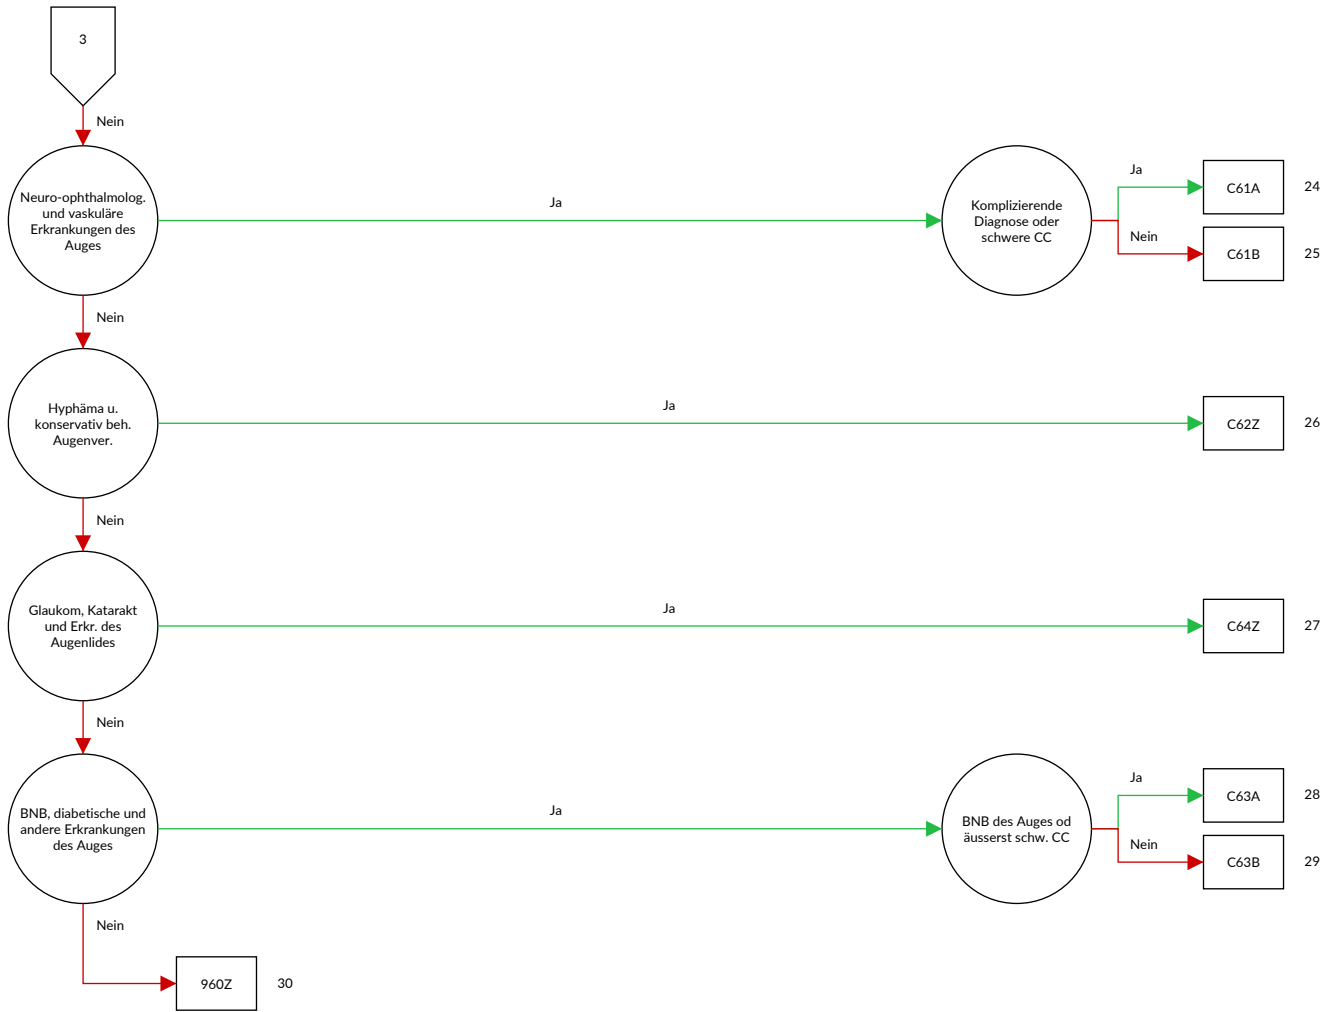 3
Nein
Neuro-ophthalmolog.
und vaskuläre
Erkrankungen des
Auges
Ja
Komplizierende
Diagnose oder
schwere CC
Ja
C61A
24
Nein
C61B
25
Nein
Hyphäma u.
konservativ beh.
Augenver.
Ja
C62Z
26
Nein
Glaukom, Katarakt
und Erkr. des
Augenlides
Ja
C64Z
27
Nein
BNB, diabetische und
andere Erkrankungen
des Auges
Ja
BNB des Auges od
äusserst schw. CC
Ja
C63A
28
Nein
C63B
29
Nein
960Z
30